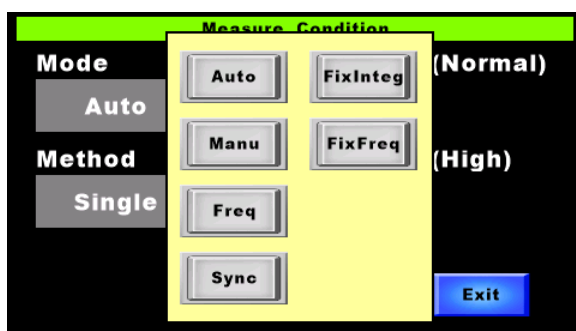 Measure Condition
Mode
(Normal)
Auto
Method
(High)
Single
Auto
FixInteg
Manu
FixFreq
Freq
Sync
Exit